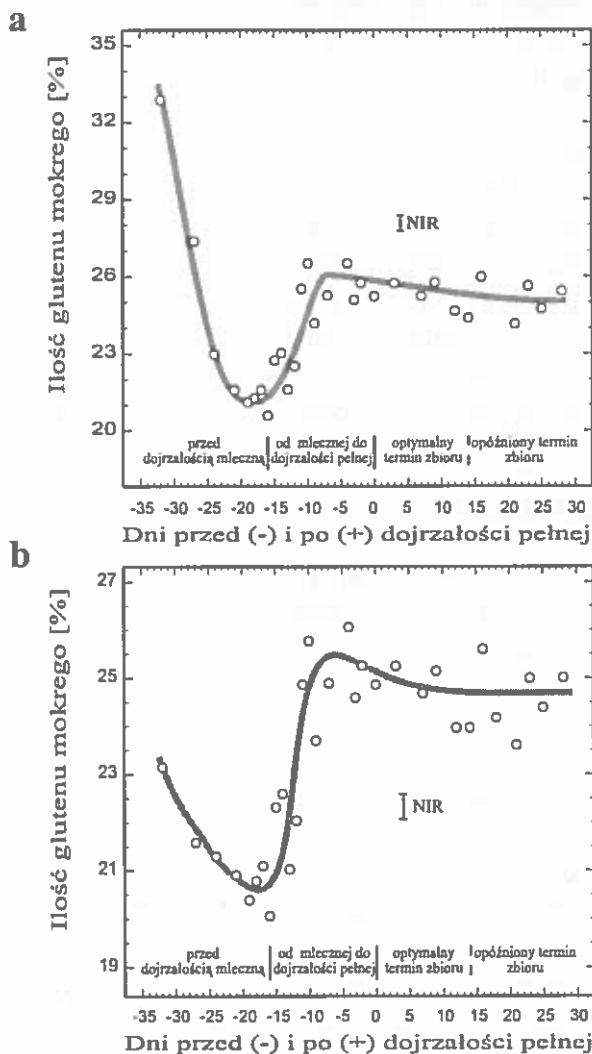 a
Ilość glutenu mokrego [%]
35
32
29
26
23
20
NIR
przed
dojrzałością mleczną
od mlecznej do
dojrzałości pełnej
optymalny
termin zbioru
opóźniony termin
zbioru
-35 -30 -25 -20 -15 -10 -5 0 5 10 15 20 25 30
Dni przed (-) i po (+) dojrzałości pełnej
b
Ilość glutenu mokrego [%]
27
25
23
21
19
NIR
przed
dojrzałością mleczną
od mlecznej do
dojrzałości pełnej
optymalny
termin zbioru
opóźniony termin
zbioru
-35 -30 -25 -20 -15 -10 -5 0 5 10 15 20 25 30
Dni przed (-) i po (+) dojrzałości pełnej